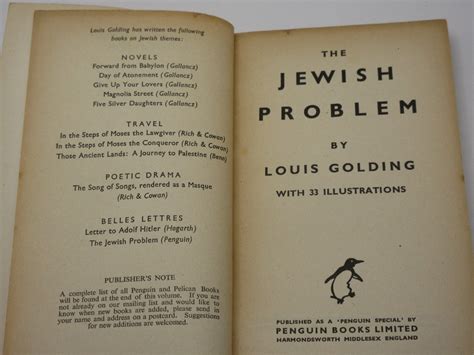 Louis Golding has written the following
books on Jewish themes:
NOVELS
Forward from Babylon (Gollancz)
Day of Atonement (Gollancz)
Give Up Your Lovers (Gollancz)
Magnolia Street (Gollancz)
Five Silver Daughters (Gollancz)
TRAVEL
In the Steps of Moses the Lawgiver (Rich & Cowan)
In the Steps of Moses the Conqueror (Rich & Cowan)
Those Ancient Lands: A Journey to Palestine (Benn)
POETIC DRAMA
The Song of Songs, rendered as a Masque
(Rich & Cowan)
BELLES LETTRES
Letter to Adolf Hitler (Hogarth)
The Jewish Problem (Penguin)
PUBLISHER'S NOTE
A complete list of all Penguin and Pelican Books
will be found at the end of this volume. If you are
not already on our mailing list and would like to
know when new books are added, please send in
your name and address on a postcard. Suggestions
for new additions are welcomed.
THE
JEWISH
PROBLEM
BY
LOUIS GOLDING
WITH 33 ILLUSTRATIONS
PUBLISHED AS A 'PENGUIN SPECIAL' BY
PENGUIN BOOKS LIMITED
HARMONDSWORTH MIDDLESEX ENGLAND